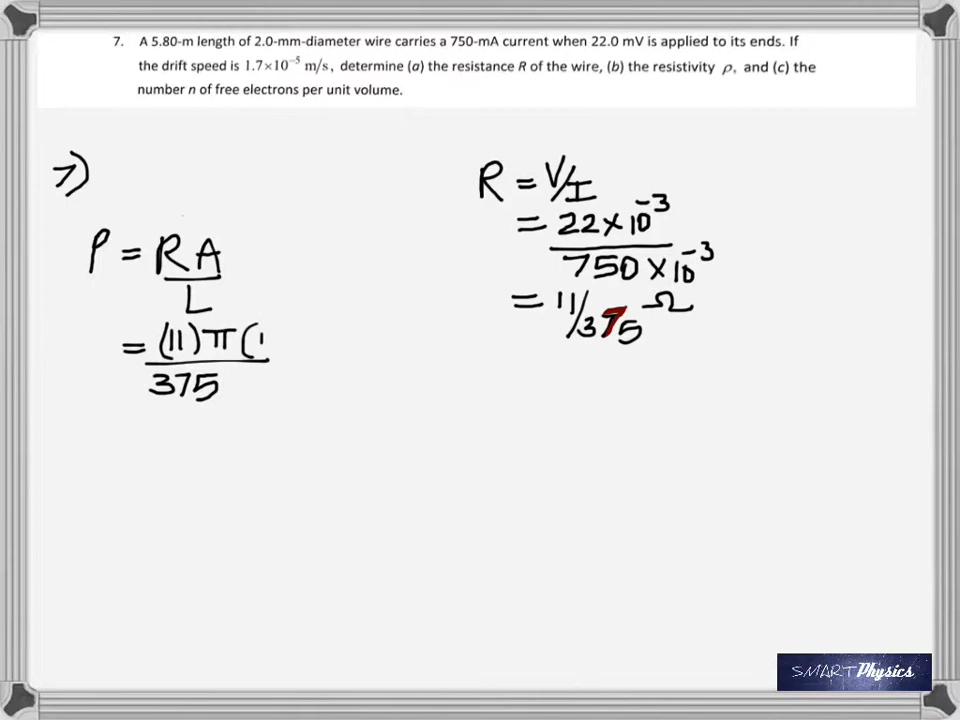 7. A 5.80-m length of 2.0-mm-diameter wire carries a 750-mA current when 22.0 mV is applied to its ends. If
the drift speed is 1.7×10⁻⁵ m/s, determine (a) the resistance R of the wire, (b) the resistivity ρ, and (c) the
number n of free electrons per unit volume.
7)
ρ = RA
L
= (11)π(1
375
R = V/I
= 22×10⁻³
750×10⁻³
= 11/375 Ω
SMART Physics